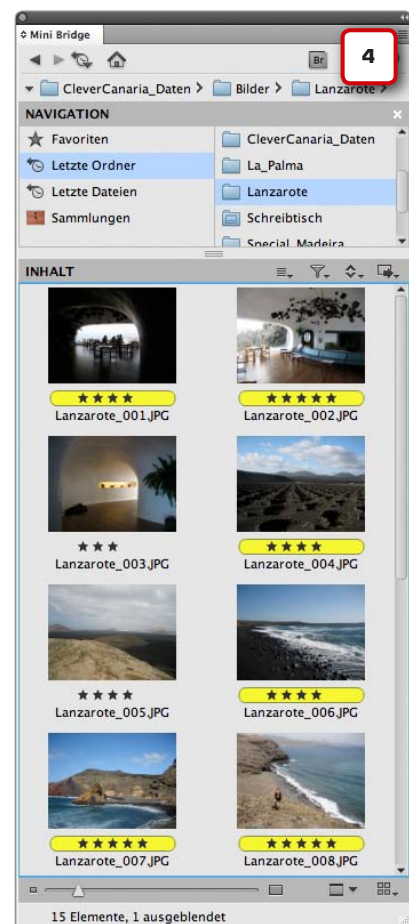 Mini Bridge
Br
4
CleverCanaria_Daten > Bilder > Lanzarote >
NAVIGATION
Favoriten
Letzte Ordner
Letzte Dateien
Sammlungen
CleverCanaria_Daten
La_Palma
Lanzarote
Schreibtisch
Special_Madeira
INHALT
Lanzarote_001.JPG
Lanzarote_002.JPG
Lanzarote_003.JPG
Lanzarote_004.JPG
Lanzarote_005.JPG
Lanzarote_006.JPG
Lanzarote_007.JPG
Lanzarote_008.JPG
15 Elemente, 1 ausgeblendet